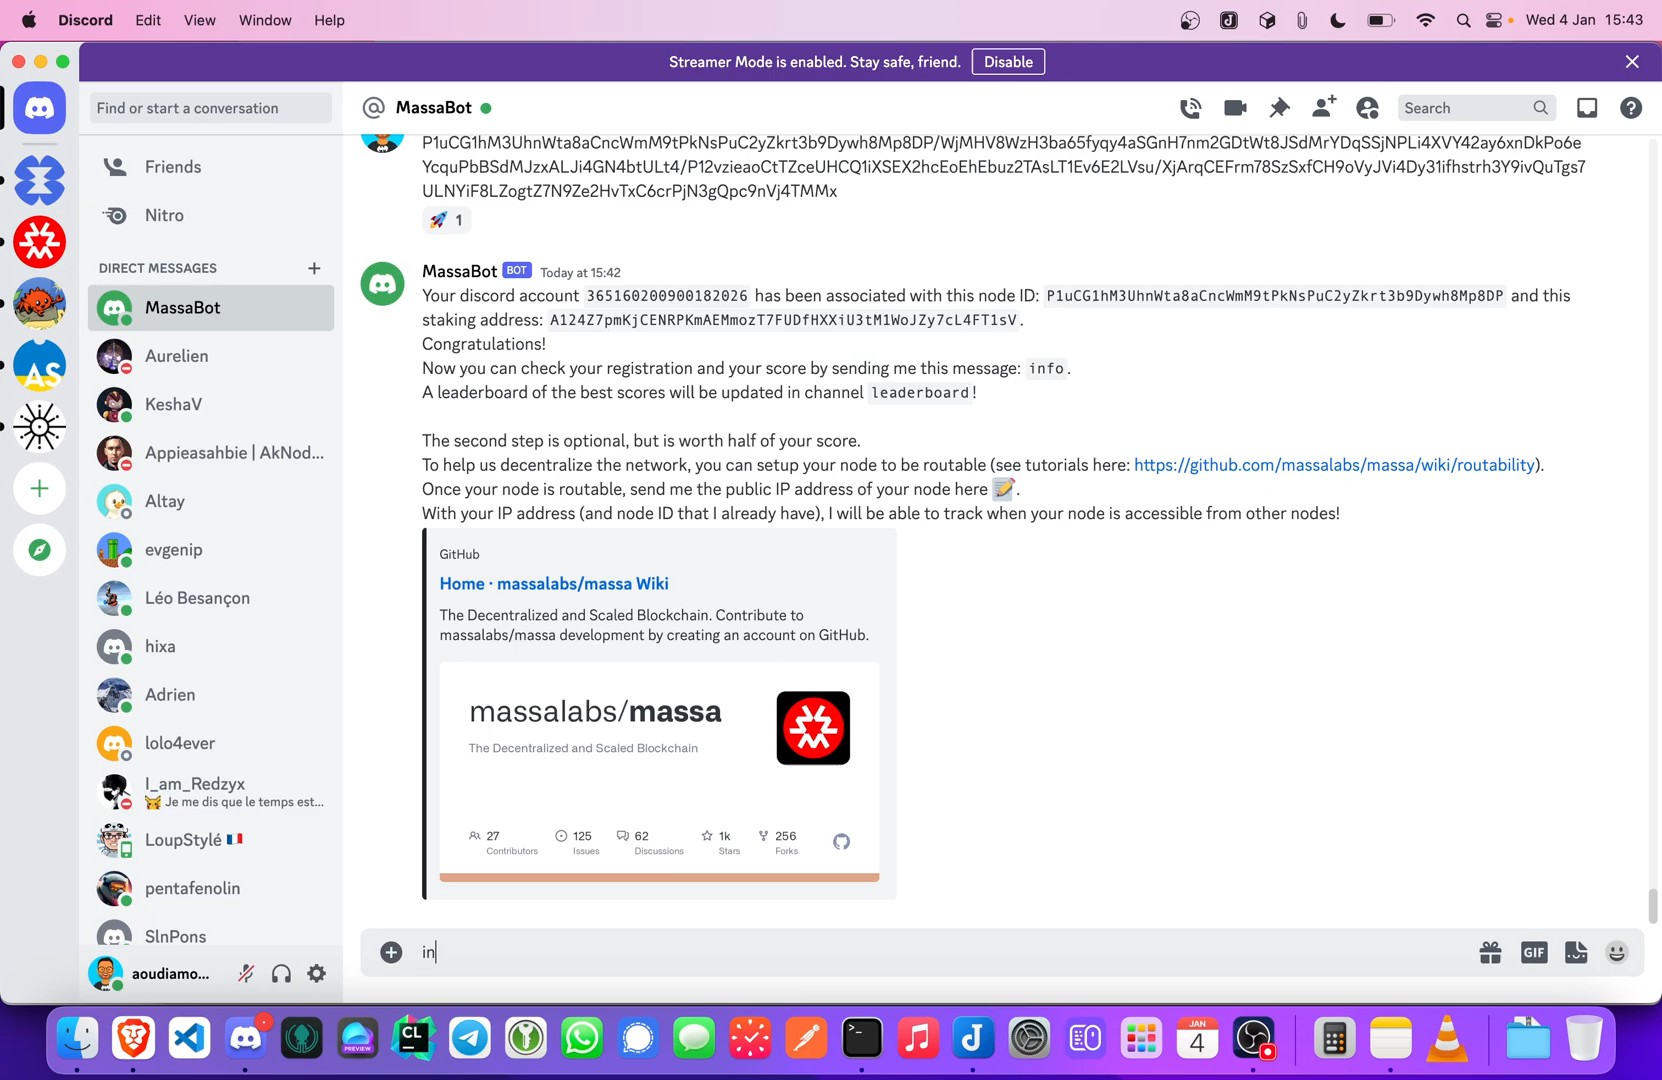 Discord Edit View Window Help
Wed 4 Jan 15:43
Streamer Mode is enabled. Stay safe, friend. Disable
Find or start a conversation
MassaBot
Search
Friends
Nitro
DIRECT MESSAGES
MassaBot
Aurelien
KeshaV
Appieasahbie | AkNod...
Altay
evgenip
Léo Besançon
hixa
Adrien
lolo4ever
I_am_Redzyx
Je me dis que le temps est...
LoupStylé
pentafenolin
SlnPons
aoudiamo...
AS
P1uCG1hM3UhnWta8aCncWmM9tPkNsPuC2yZkrt3b9Dywh8Mp8DP/WjMHV8WzH3ba65fyqy4aSGnH7nm2GDtWt8JSdMrYDqSSjNPLi4XVY42ay6xnDkPo6e
YcquPbBSdMJzxALJi4GN4btULt4/P12vzieaoCtTZceUHCQ1iXSEX2hcEoEhEbuz2TAsLT1Ev6E2LVsu/XjArqCEFrm78SzSxfCH9oVyJVi4Dy31ifhstrh3Y9ivQuTgs7
ULNYiF8LZogtZ7N9Ze2HvTxC6crPjN3gQpc9nVj4TMMx
1
MassaBot BOT Today at 15:42
Your discord account 365160200900182026 has been associated with this node ID: P1uCG1hM3UhnWta8aCncWmM9tPkNsPuC2yZkrt3b9Dywh8Mp8DP and this
staking address: A124Z7pmKjCENRPKmAEMmozT7FUDfHXXiU3tM1WoJZy7cL4FT1sV.
Congratulations!
Now you can check your registration and your score by sending me this message: info.
A leaderboard of the best scores will be updated in channel leaderboard!
The second step is optional, but is worth half of your score.
To help us decentralize the network, you can setup your node to be routable (see tutorials here: https://github.com/massalabs/massa/wiki/routability).
Once your node is routable, send me the public IP address of your node here 📝.
With your IP address (and node ID that I already have), I will be able to track when your node is accessible from other nodes!
GitHub
Home · massalabs/massa Wiki
The Decentralized and Scaled Blockchain. Contribute to
massalabs/massa development by creating an account on GitHub.
massalabs/massa
The Decentralized and Scaled Blockchain
27 125 62 1k 256
Contributors Issues Discussions Stars Forks
in
GIF
PREVIEW
CL
JAN
4